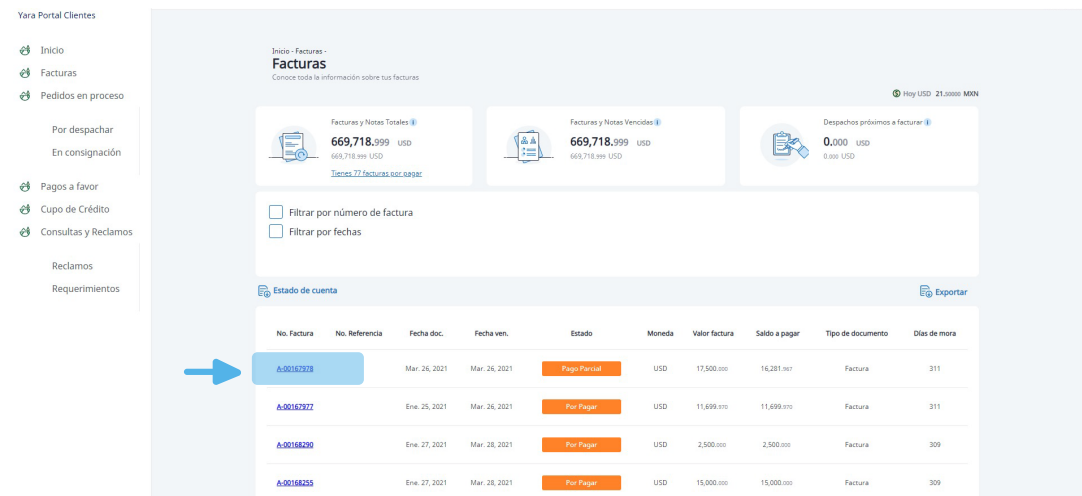 Yara Portal Clientes
Inicio
Facturas
Pedidos en proceso
Por despachar
En consignación
Pagos a favor
Cupo de Crédito
Consultas y Reclamos
Reclamos
Requerimientos
Inicio - Facturas -
Facturas
Conoce toda la información sobre tus facturas
Hoy USD 21.50000 MXN
Facturas y Notas Totales i
669,718.999 USD
669,718.999 USD
Tienes 77 facturas por pagar
Facturas y Notas Vencidas i
669,718.999 USD
669,718.999 USD
Despachos próximos a facturar i
0.000 USD
0.000 USD
Filtrar por número de factura
Filtrar por fechas
Estado de cuenta
Exportar
No. Factura No. Referencia Fecha doc. Fecha ven. Estado Moneda Valor factura Saldo a pagar Tipo de documento Días de mora
A-00167978 Mar. 26, 2021 Mar. 26, 2021 Pago Parcial USD 17,500.000 16,281.967 Factura 311
A-00167977 Ene. 25, 2021 Mar. 26, 2021 Por Pagar USD 11,699.970 11,699.970 Factura 311
A-00168290 Ene. 27, 2021 Mar. 28, 2021 Por Pagar USD 2,500.000 2,500.000 Factura 309
A-00168255 Ene. 27, 2021 Mar. 28, 2021 Por Pagar USD 15,000.000 15,000.000 Factura 309